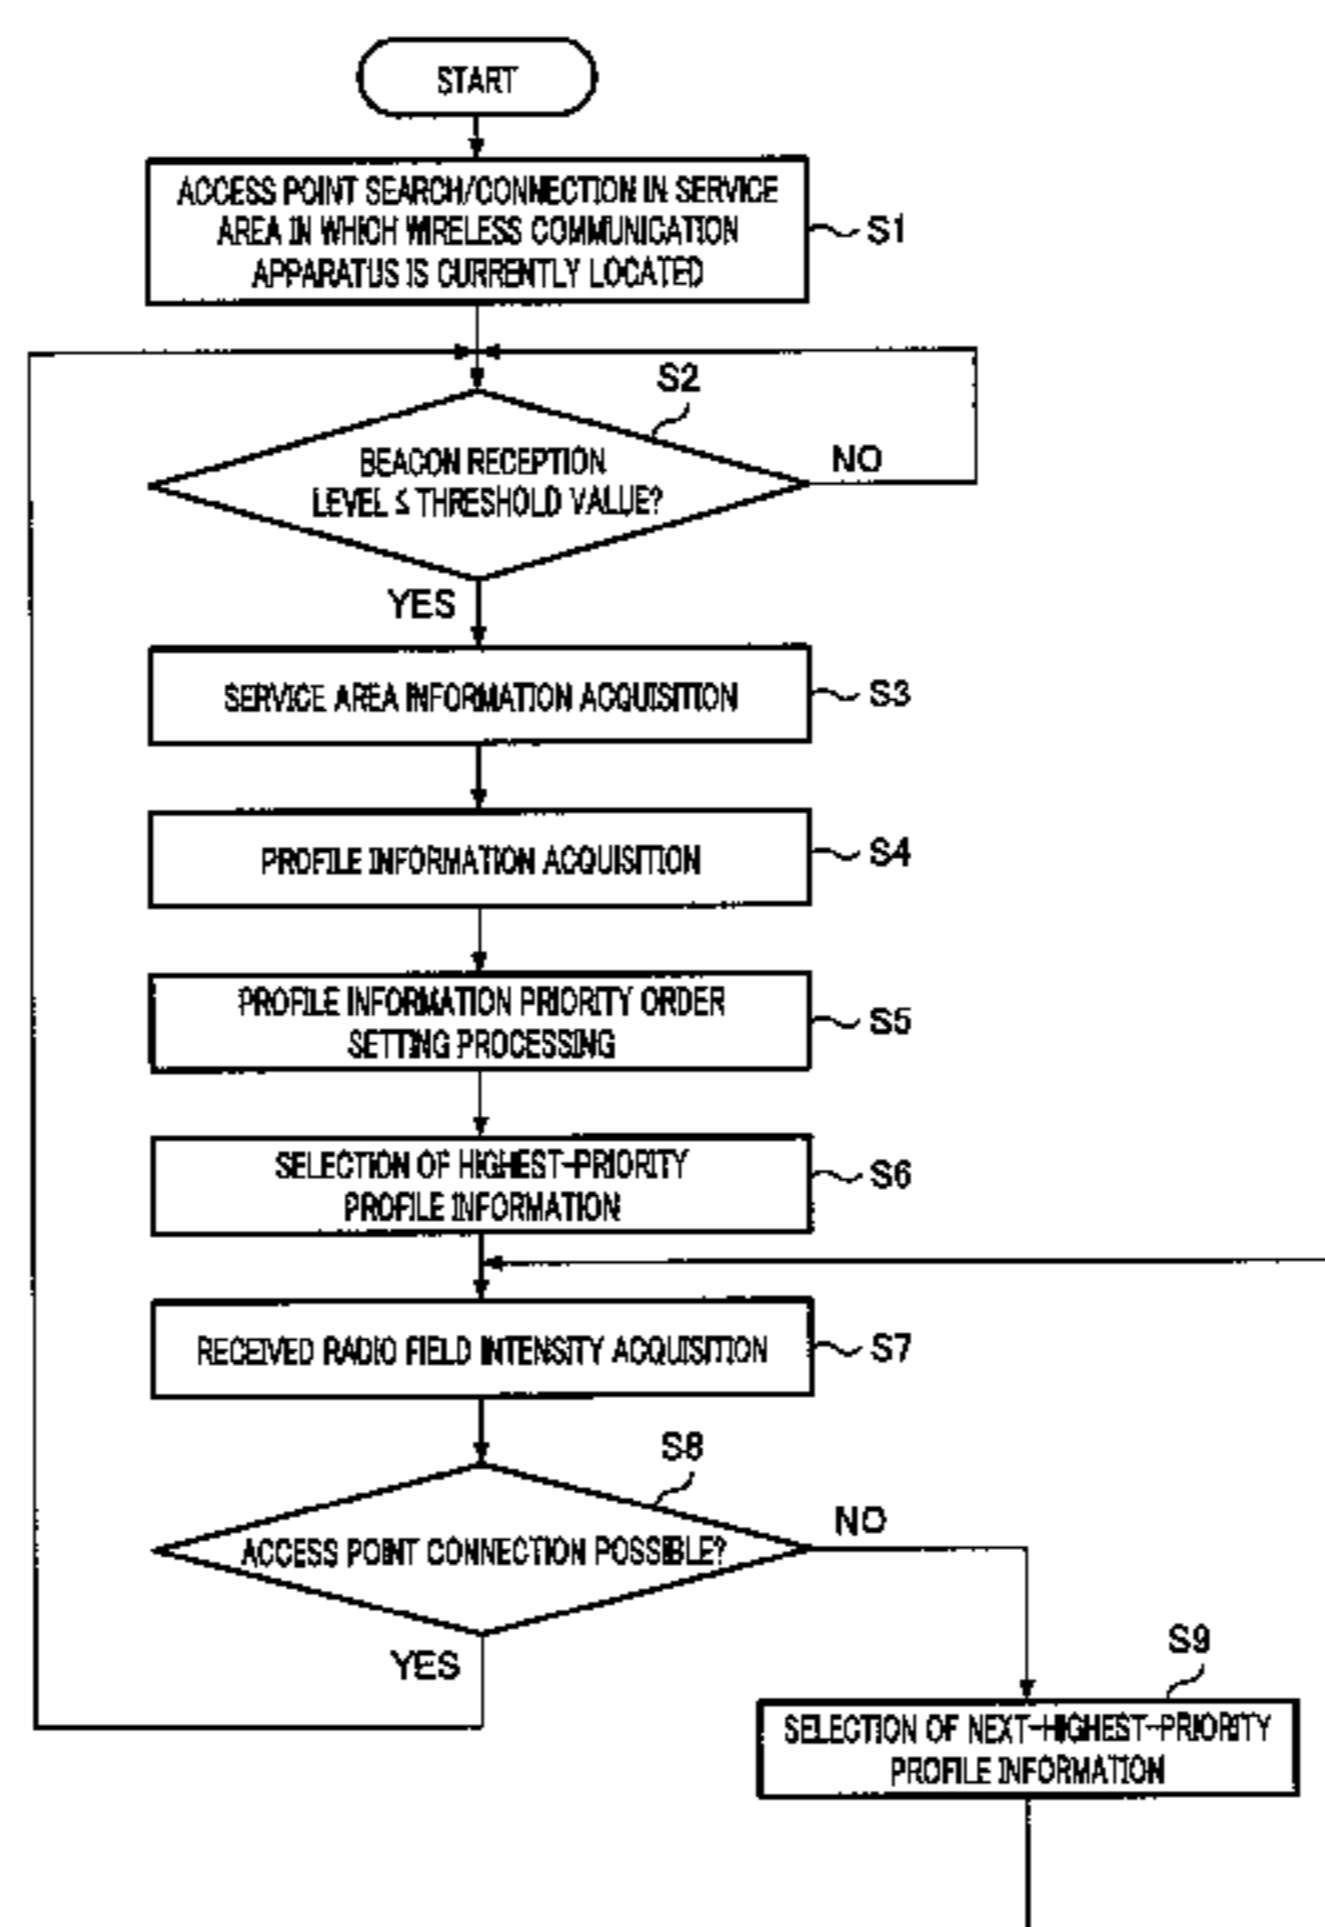 START
ACCESS POINT SEARCH/CONNECTION IN SERVICE
AREA IN WHICH WIRELESS COMMUNICATION
APPARATUS IS CURRENTLY LOCATED
S1
S2
BEACON RECEPTION
LEVEL ≤ THRESHOLD VALUE?
NO
YES
SERVICE AREA INFORMATION ACQUISITION
S3
PROFILE INFORMATION ACQUISITION
S4
PROFILE INFORMATION PRIORITY ORDER
SETTING PROCESSING
S5
SELECTION OF HIGHEST-PRIORITY
PROFILE INFORMATION
S6
RECEIVED RADIO FIELD INTENSITY ACQUISITION
S7
S8
ACCESS POINT CONNECTION POSSIBLE?
NO
YES
S9
SELECTION OF NEXT-HIGHEST-PRIORITY
PROFILE INFORMATION